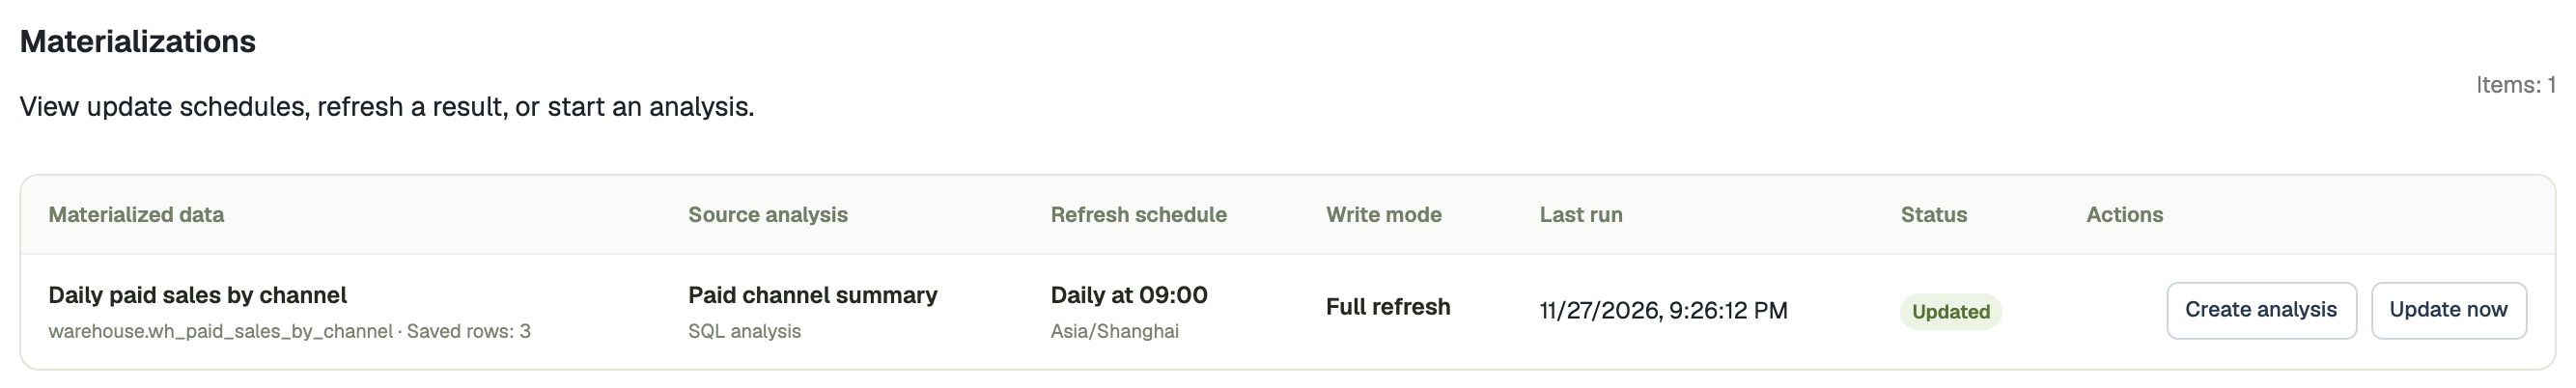 Materializations
View update schedules, refresh a result, or start an analysis.
Items: 1
Materialized data
Source analysis
Refresh schedule
Write mode
Last run
Status
Actions
Daily paid sales by channel
warehouse.wh_paid_sales_by_channel · Saved rows: 3
Paid channel summary
SQL analysis
Daily at 09:00
Asia/Shanghai
Full refresh
11/27/2026, 9:26:12 PM
Updated
Create analysis
Update now